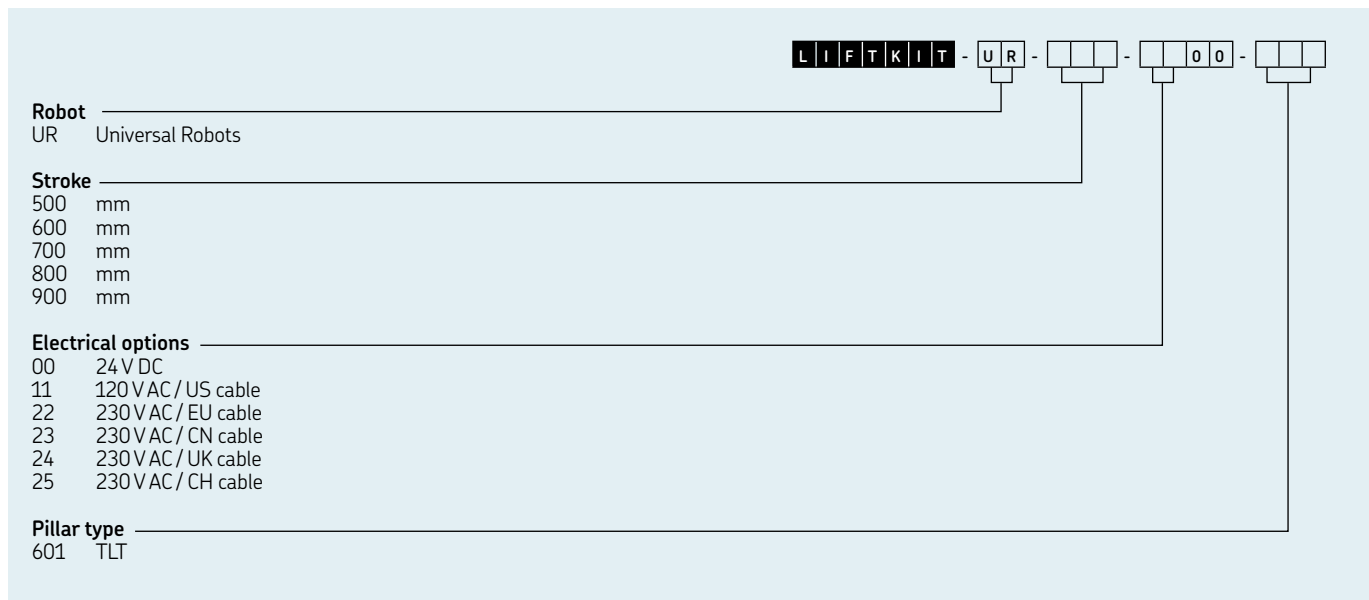 LIFTKIT - UR - - 00 -
Robot
UR Universal Robots
Stroke
500 mm
600 mm
700 mm
800 mm
900 mm
Electrical options
00 24 V DC
11 120 V AC / US cable
22 230 V AC / EU cable
23 230 V AC / CN cable
24 230 V AC / UK cable
25 230 V AC / CH cable
Pillar type
601 TLT